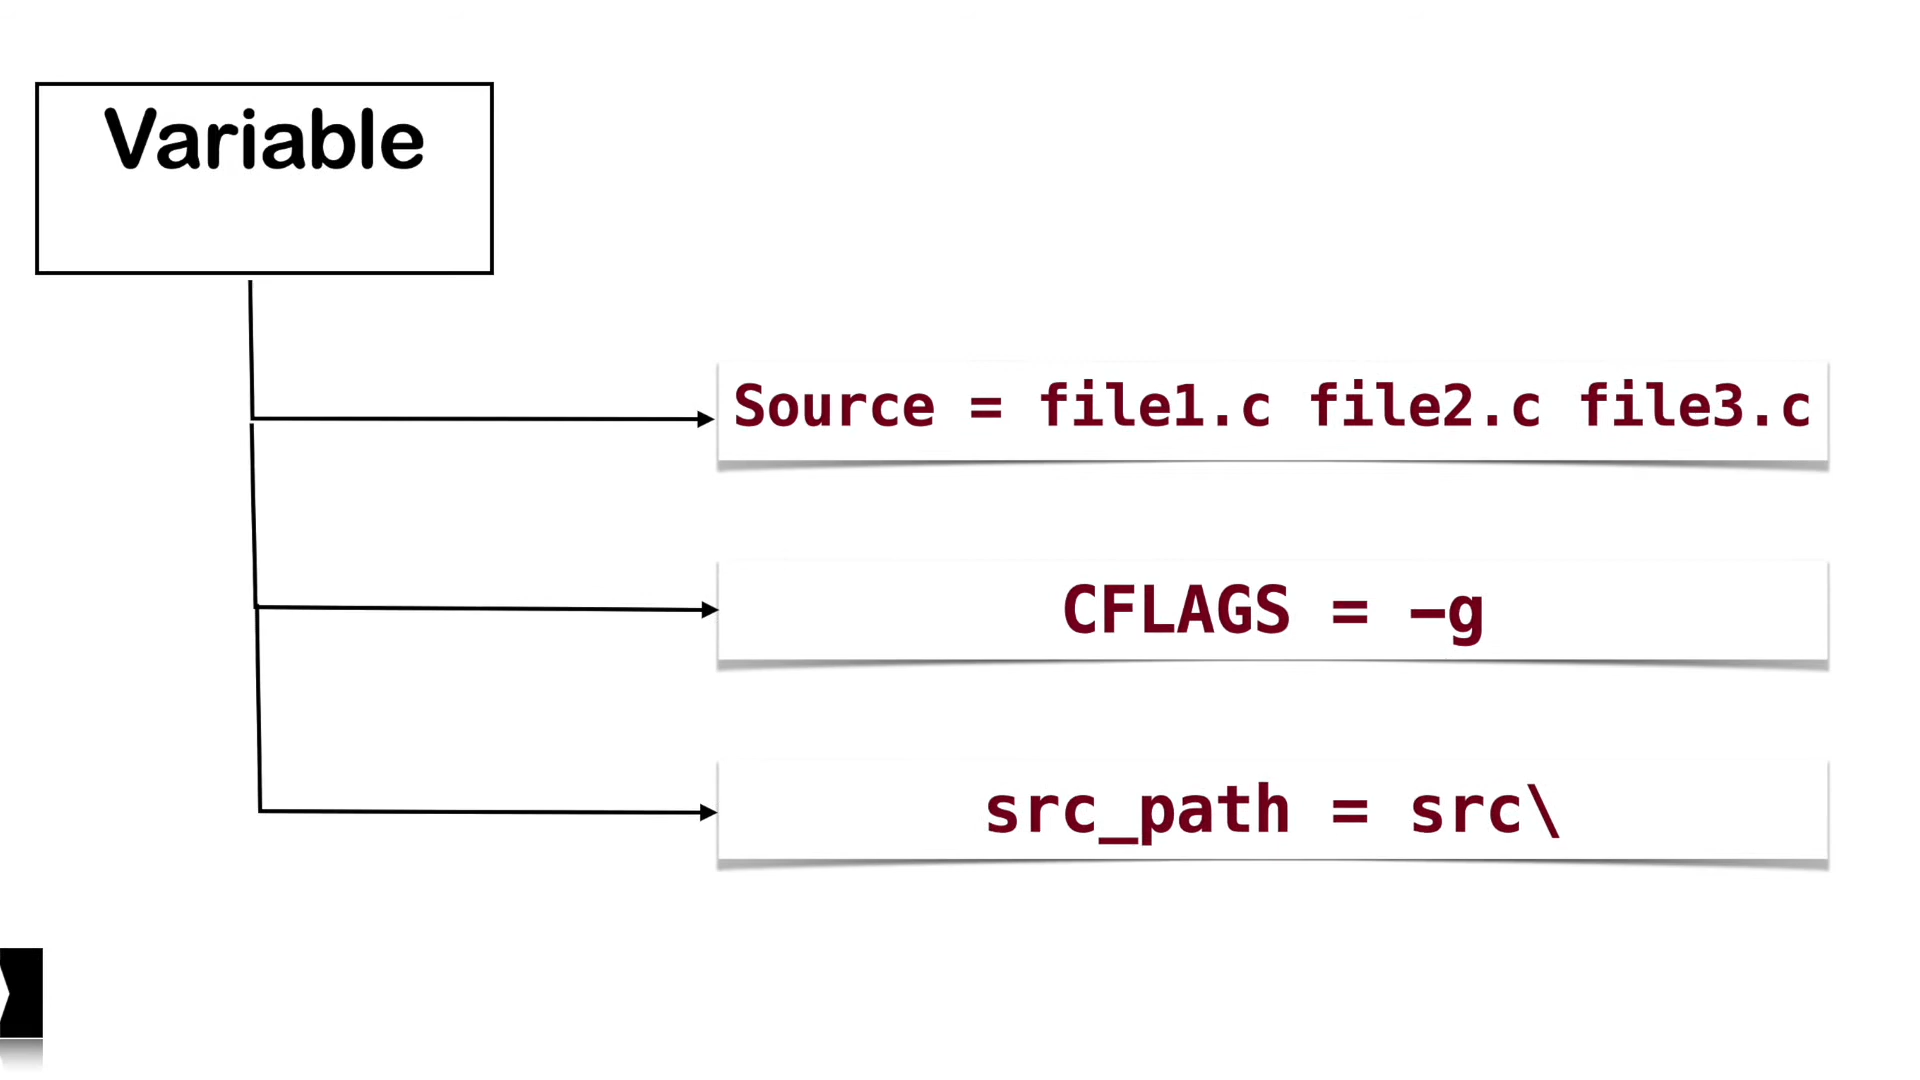 Variable
Source = file1.c file2.c file3.c
CFLAGS = -g
src_path = src\